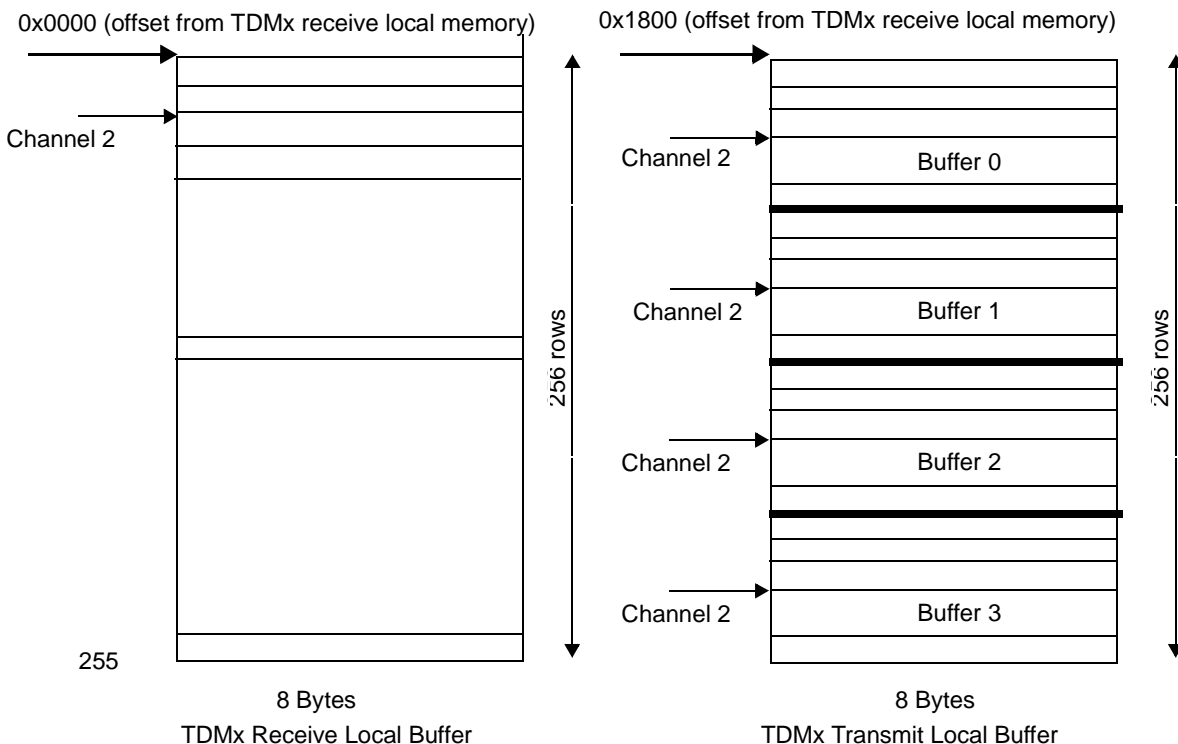 0x0000 (offset from TDMx receive local memory)
Channel 2
256 rows
255
8 Bytes
TDMx Receive Local Buffer
0x1800 (offset from TDMx receive local memory)
Channel 2
Buffer 0
Channel 2
Buffer 1
Channel 2
Buffer 2
Channel 2
Buffer 3
256 rows
8 Bytes
TDMx Transmit Local Buffer